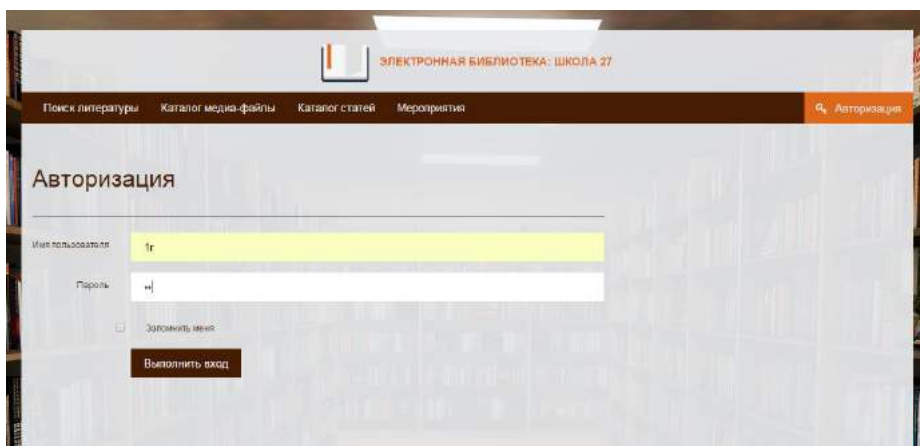 ЭЛЕКТРОННАЯ БИБЛИОТЕКА: ШКОЛА 27
Поиск литературы Каталог медиа-файлы Каталог статей Мероприятия Авторизация
Авторизация
Имя пользователя 1r
Пароль ••
Запомнить меня
Выполнить вход